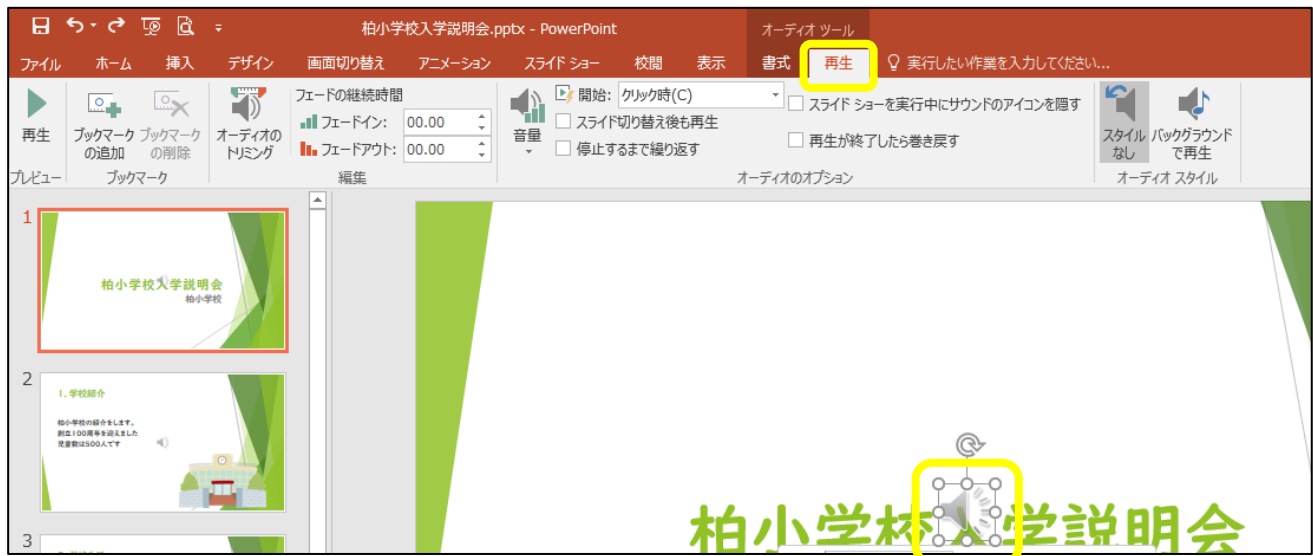 柏小学校入学説明会.pptx - PowerPoint
オーディオ ツール
ファイル ホーム 挿入 デザイン 画面切り替え アニメーション スライド ショー 校閲 表示 書式 再生 実行したい作業を入力してください...
再生
プレビュー
ブックマークの追加
ブックマークの削除
ブックマーク
オーディオの
トリミング
フェードの継続時間
フェードイン: 00.00
フェードアウト: 00.00
編集
音量
開始: クリック時(C)
スライド切り替え後も再生
停止するまで繰り返す
スライド ショーを実行中にサウンドのアイコンを隠す
再生が終了したら巻き戻す
オーディオのオプション
スタイル
なし
バックグラウンド
で再生
オーディオ スタイル
1
柏小学校入学説明会
柏小学校
2
1.学校紹介
柏小学校の紹介をします。
創立100周年を迎えました
児童数は500人です
3
柏小学校入学説明会